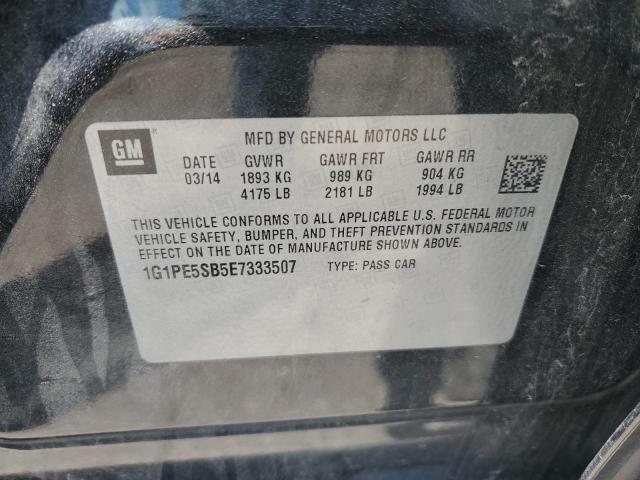 GM
MFD BY GENERAL MOTORS LLC
DATE GVWR GAWR FRT GAWR RR
03/14 1893 KG 989 KG 904 KG
4175 LB 2181 LB 1994 LB
THIS VEHICLE CONFORMS TO ALL APPLICABLE U.S. FEDERAL MOTOR
VEHICLE SAFETY, BUMPER, AND THEFT PREVENTION STANDARDS IN
EFFECT ON THE DATE OF MANUFACTURE SHOWN ABOVE.
1G1PE5SB5E7333507 TYPE: PASS CAR